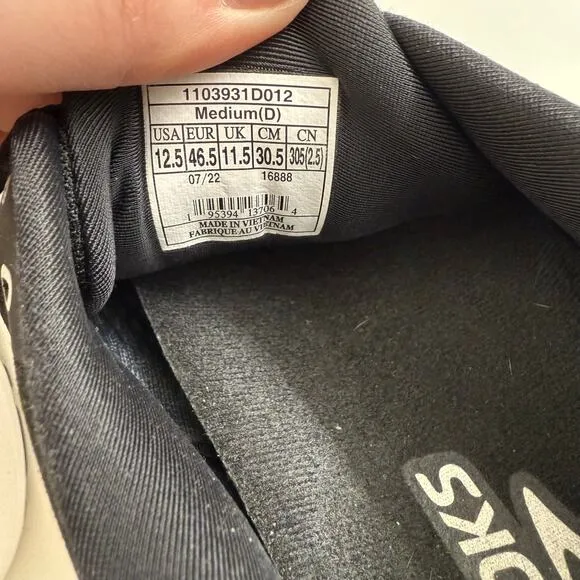 1103931D012
Medium(D)
USA EUR UK CM CN
12.5 46.5 11.5 30.5 305(2.5)
07/22 16888
1 95394 13706 4
MADE IN VIETNAM
FABRIQUE AU VIETNAM
OKS